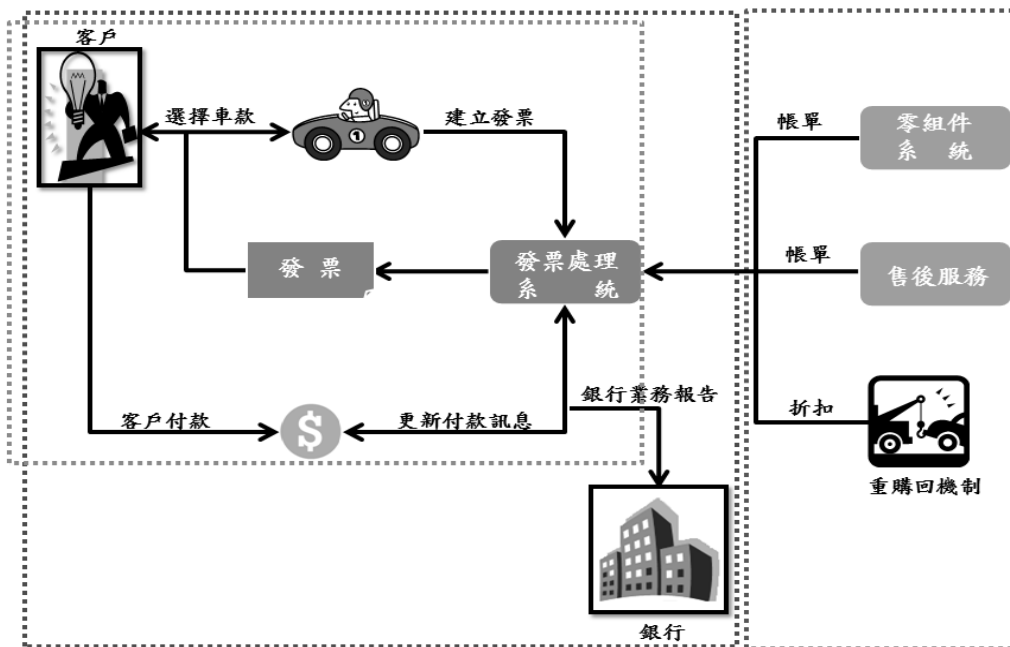 客戶
選擇車款
1
建立發票
帳單
零組件
系 統
發 票
發票處理
系 統
帳單
售後服務
銀行業務報告
客戶付款
$
更新付款訊息
折扣
重購回機制
銀行